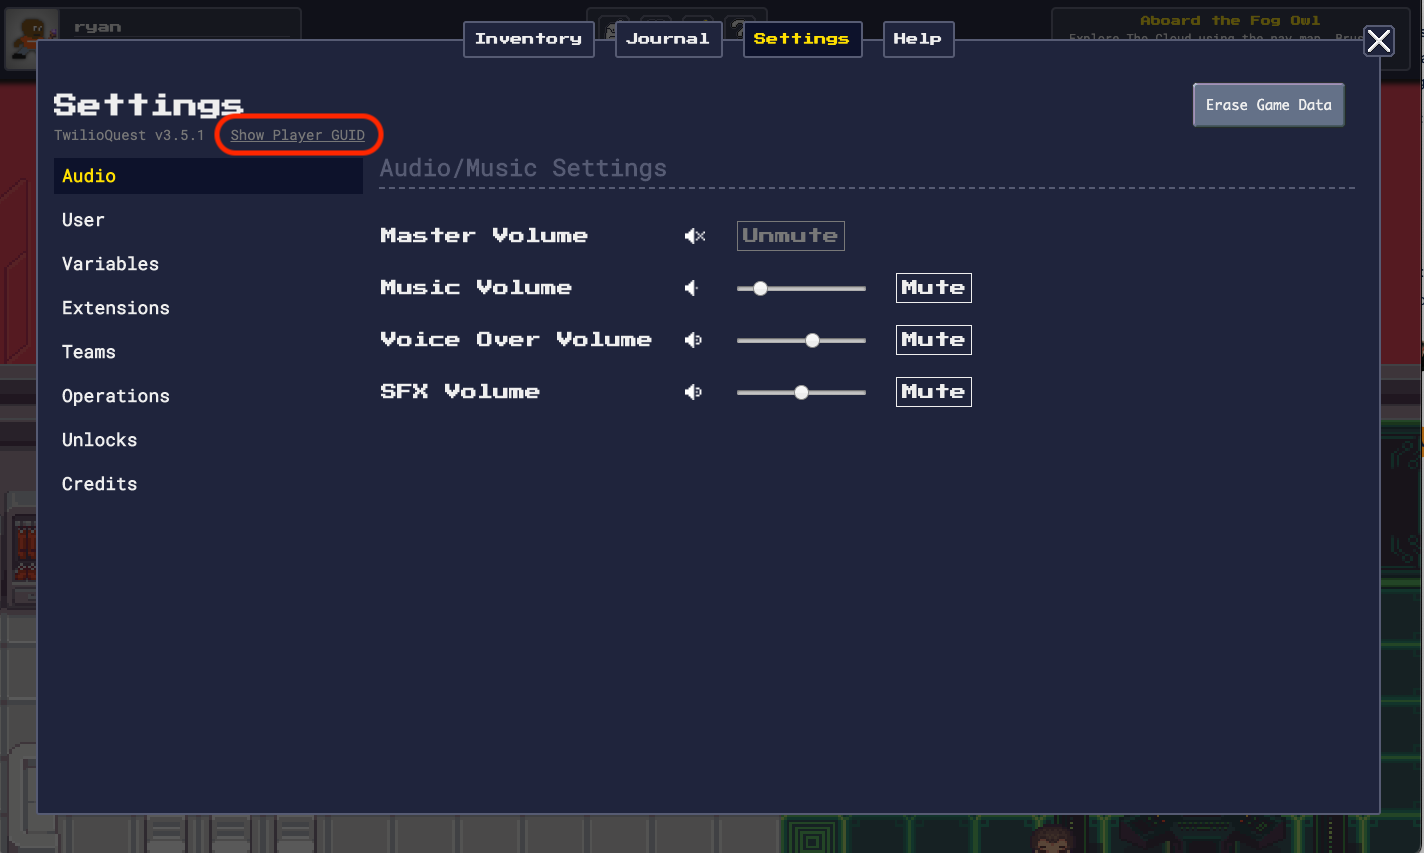 ryan
Inventory
Journal
Settings
Help
Aboard the Fog Owl
Explore The Cloud using the nav map. Brus
Settings
Erase Game Data
TwilioQuest v3.5.1
Show Player GUID
Audio
User
Variables
Extensions
Teams
Operations
Unlocks
Credits
Audio/Music Settings
Master Volume
Unmute
Music Volume
Mute
Voice Over Volume
Mute
SFX Volume
Mute